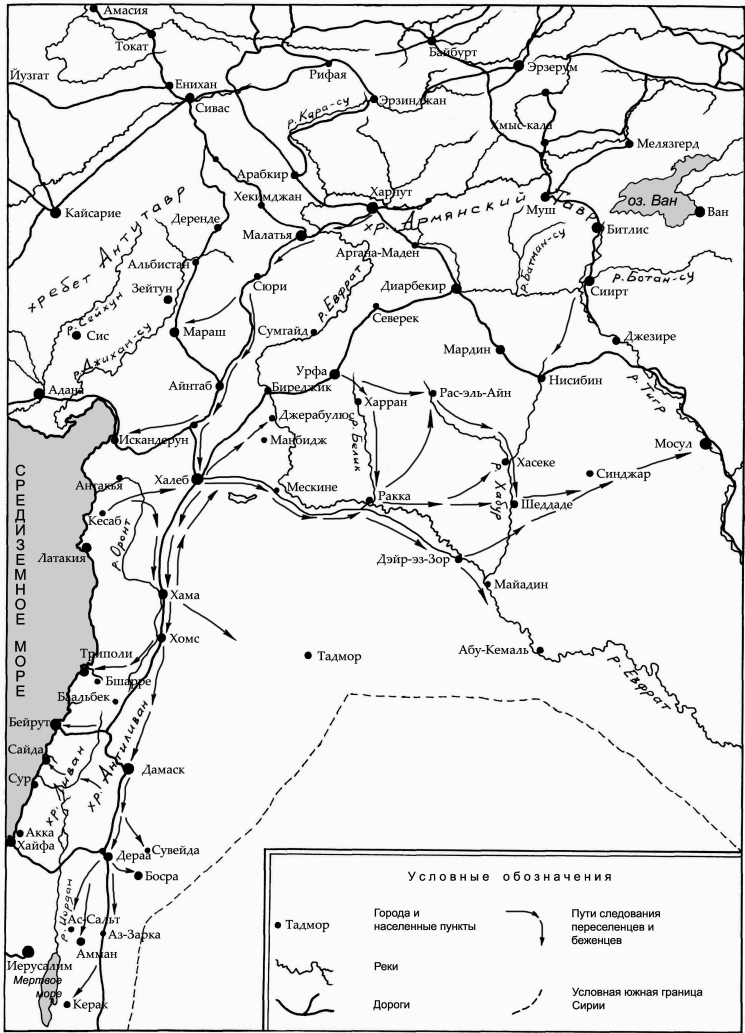 Амасия
Токат
Байбурт
Йузгат
Рифая
Эрзерум
Енихан
Сивас
Эрзинджан
р. Кара-су
Хмыс-кала
Мелязгерд
Арабкир
Хекимджан
Харпут
оз. Ван
Кайсарие
хр. Армянский Тавр
Муш
Ван
Деренде
Малатья
Битлис
хребет Антутавр
Аргана-Маден
р. Батман-су
Альбистан
Зейтун
Сюри
р. Евфрат
Диарбекир
Сиирт
р. Ботан-су
р. Сейхун
Северек
Сис
Мараш
Сумгайд
Джезире
р. Джихан-су
Мардин
Урфа
Нисибин
Адана
Айнтаб
Биреджик
Харран
Рас-эль-Айн
р. Тигр
Джерабулюс
Искандерун
Манбидж
р. Белик
Мосул
Хасеке
Антакья
Халеб
Мескине
р. Хабур
Синджар
Кесаб
Ракка
Шеддаде
р. Оронт
СРЕДИЗЕМНОЕ МОРЕ
Латакия
Дэйр-эз-Зор
Майадин
Хама
Хомс
Тадмор
Абу-Кемаль
Триполи
Бшарре
р. Евфрат
Баальбек
Бейрут
хр. Антиливан
Сайда
хр. Ливан
Дамаск
Сур
Акка
Хайфа
Дераа
Сувейда
Босра
р. Иордан
Ас-Сальт
Аз-Зарка
Амман
Иерусалим
Мертвое
море
Керак
Условные обозначения
Тадмор
Города и
населенные пункты
Пути следования
переселенцев и
беженцев
Реки
Дороги
Условная южная граница
Сирии